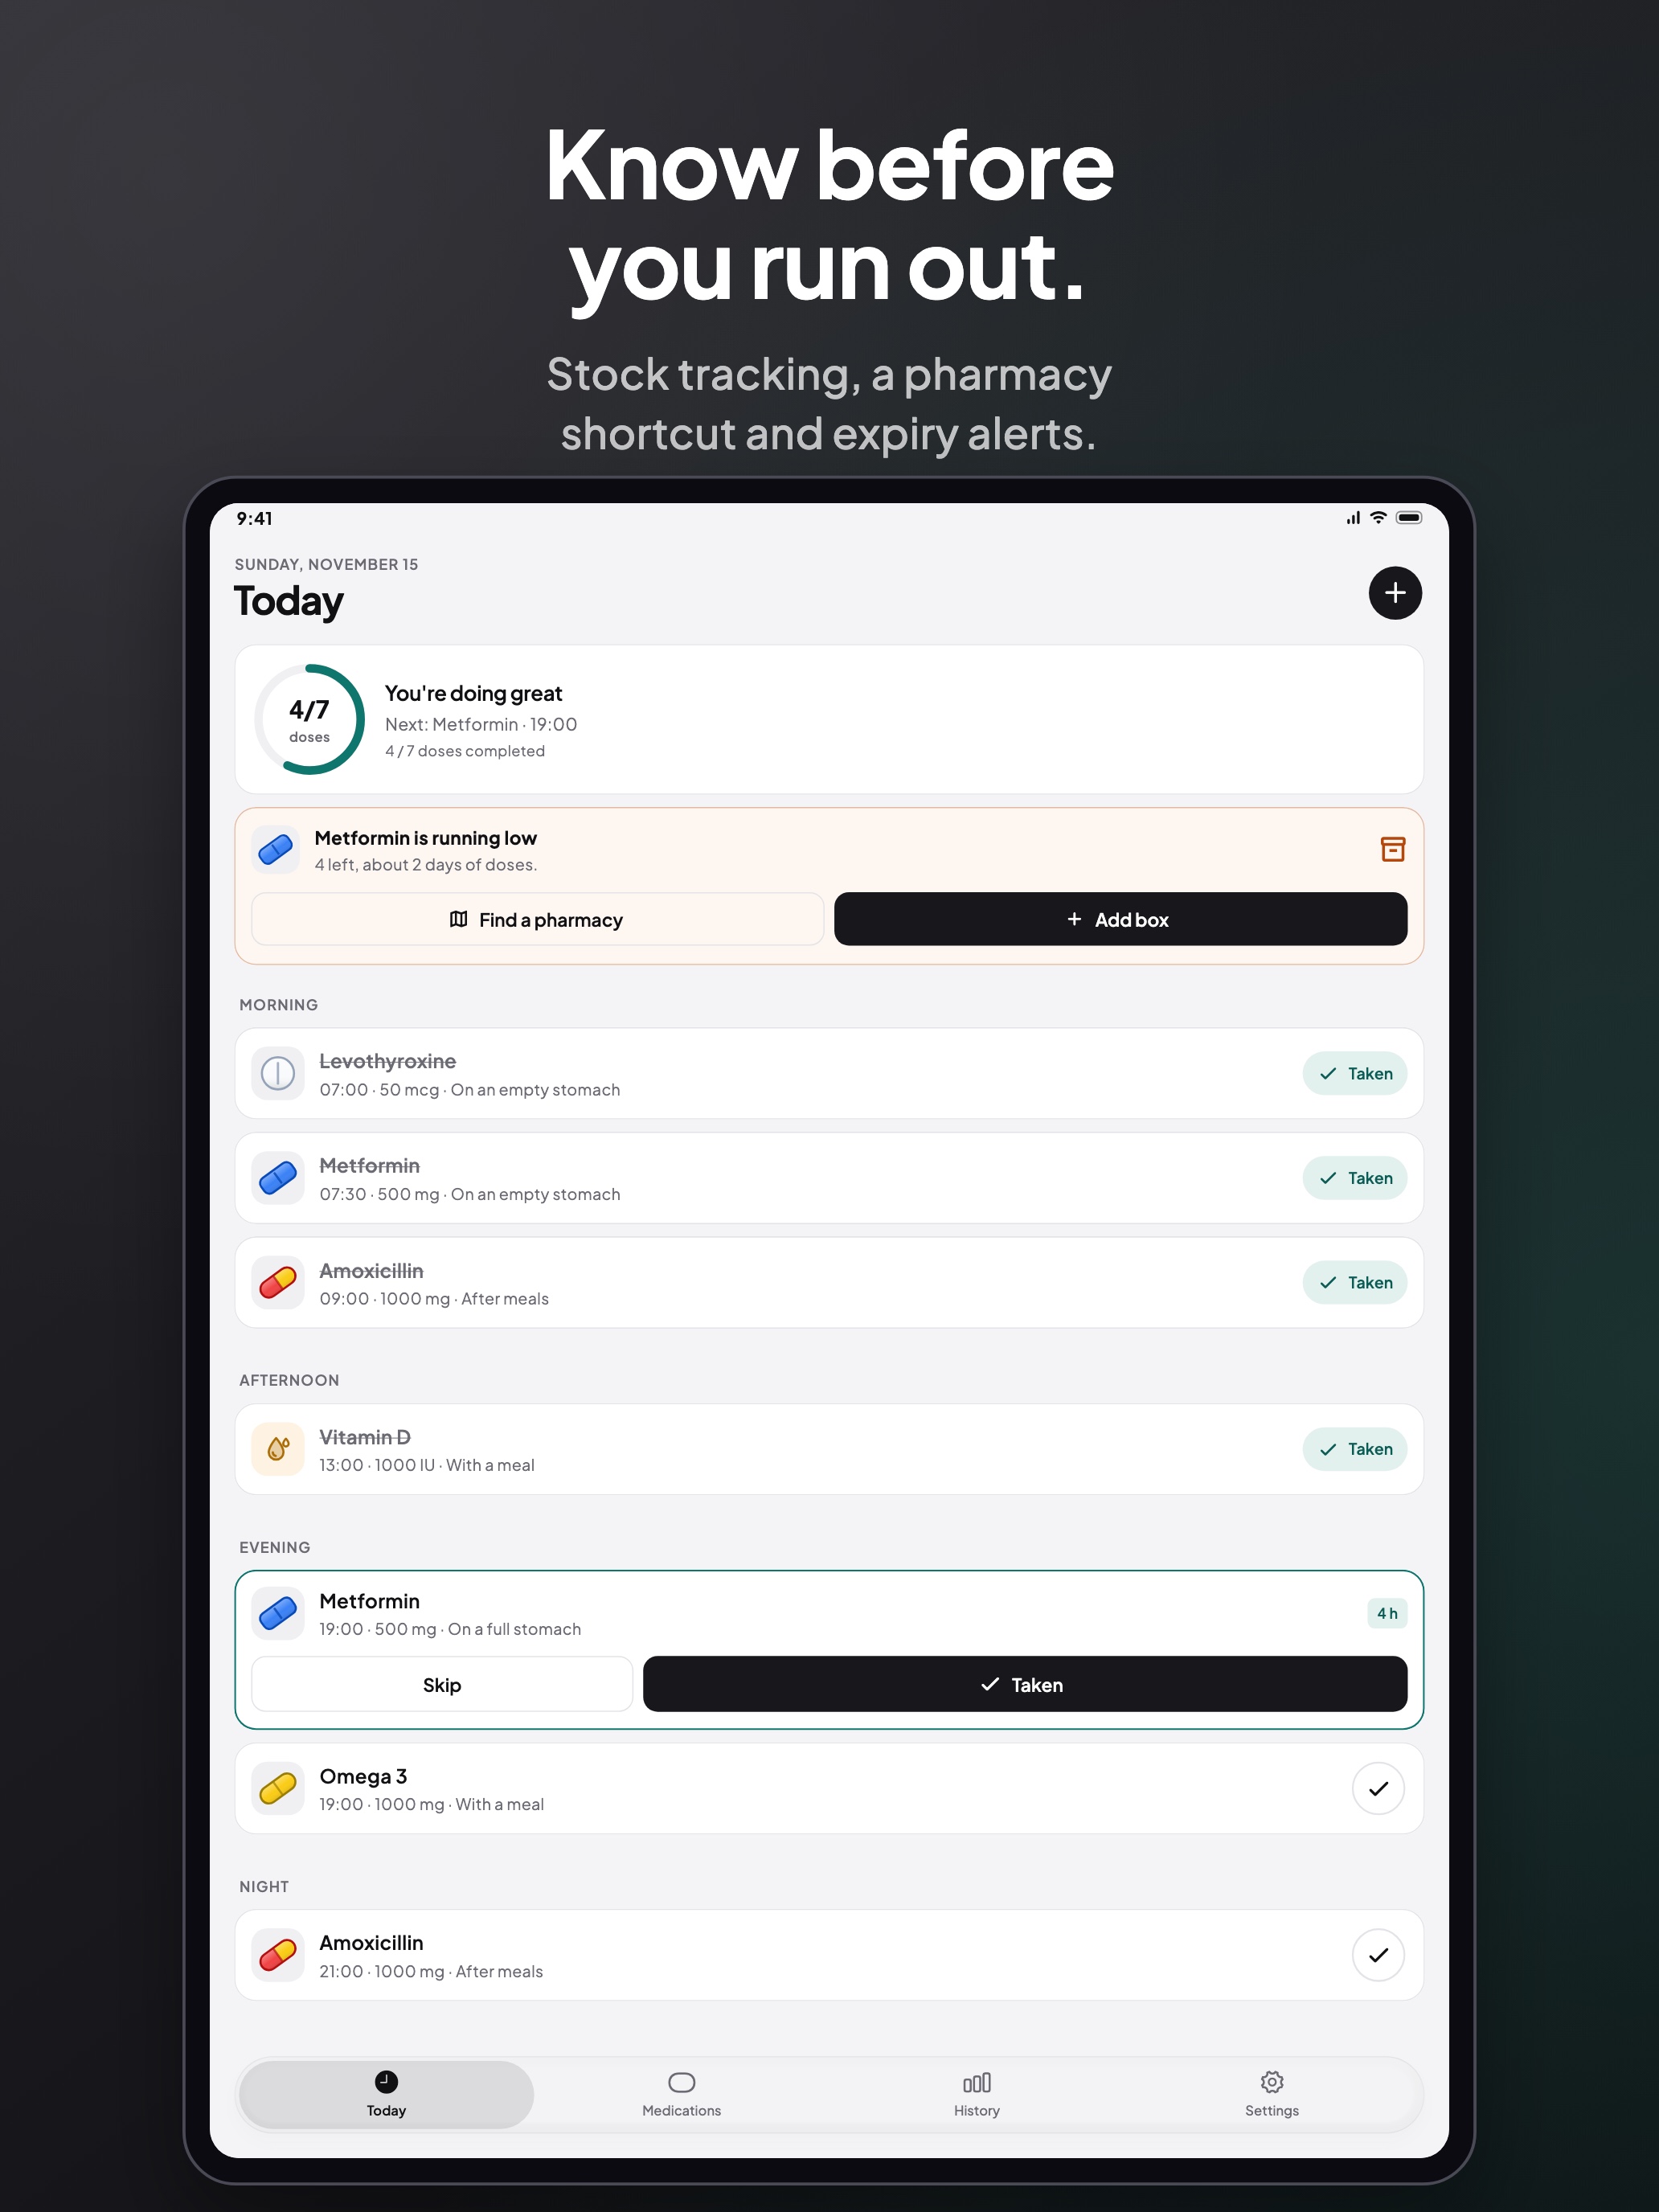 Know before
you run out.
Stock tracking, a pharmacy
shortcut and expiry alerts.
9:41
SUNDAY, NOVEMBER 15
Today
4/7
doses
You're doing great
Next: Metformin · 19:00
4 / 7 doses completed
Metformin is running low
4 left, about 2 days of doses.
Find a pharmacy
Add box
MORNING
Levothyroxine
07:00 · 50 mcg · On an empty stomach
Taken
Metformin
07:30 · 500 mg · On an empty stomach
Taken
Amoxicillin
09:00 · 1000 mg · After meals
Taken
AFTERNOON
Vitamin D
13:00 · 1000 IU · With a meal
Taken
EVENING
Metformin
19:00 · 500 mg · On a full stomach
4 h
Skip
Taken
Omega 3
19:00 · 1000 mg · With a meal
NIGHT
Amoxicillin
21:00 · 1000 mg · After meals
Today
Medications
History
Settings